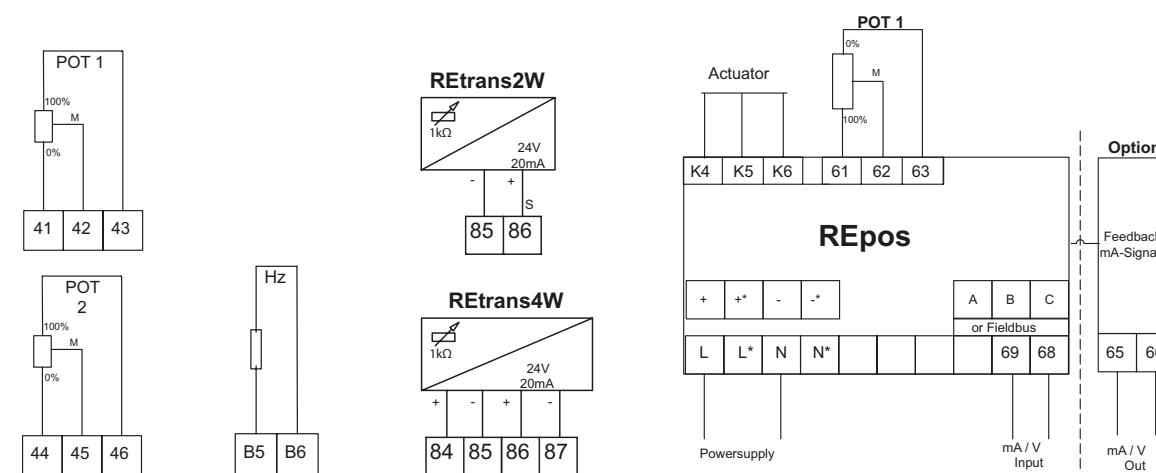 POT 1
100%
M
0%
41 42 43
POT
2
100%
M
0%
44 45 46
Hz
B5 B6
REtrans2W
1kΩ
24V
20mA
- +
S
85 86
REtrans4W
1kΩ
24V
20mA
+ - + -
84 85 86 87
POT 1
0%
M
100%
Actuator
K4 K5 K6 61 62 63
REpos
+ +* - -*
A B C
or Fieldbus
L L* N N* 69 68
Powersupply
mA / V
Input
Option
Feedback
mA-Signa
65 6
mA / V
Out